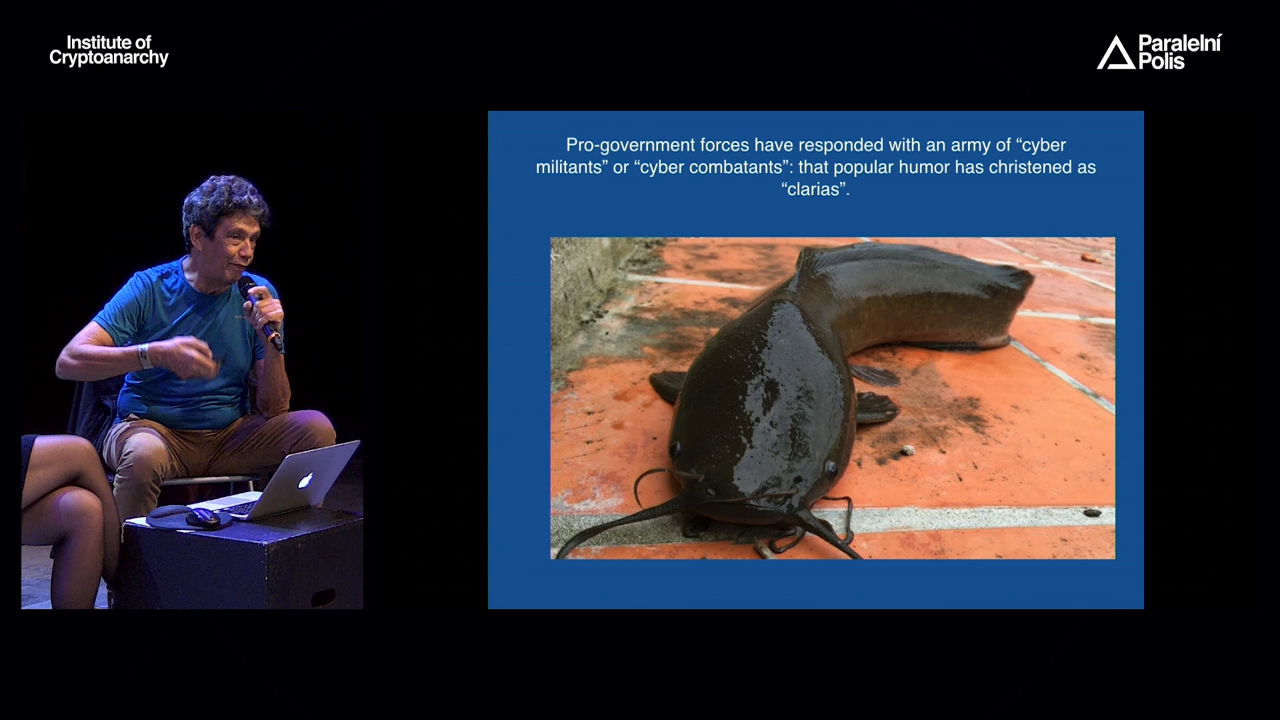 Institute of
Cryptoanarchy
Paralelní
Polis
Pro-government forces have responded with an army of “cyber
militants” or “cyber combatants”: that popular humor has christened as
“clarias”.